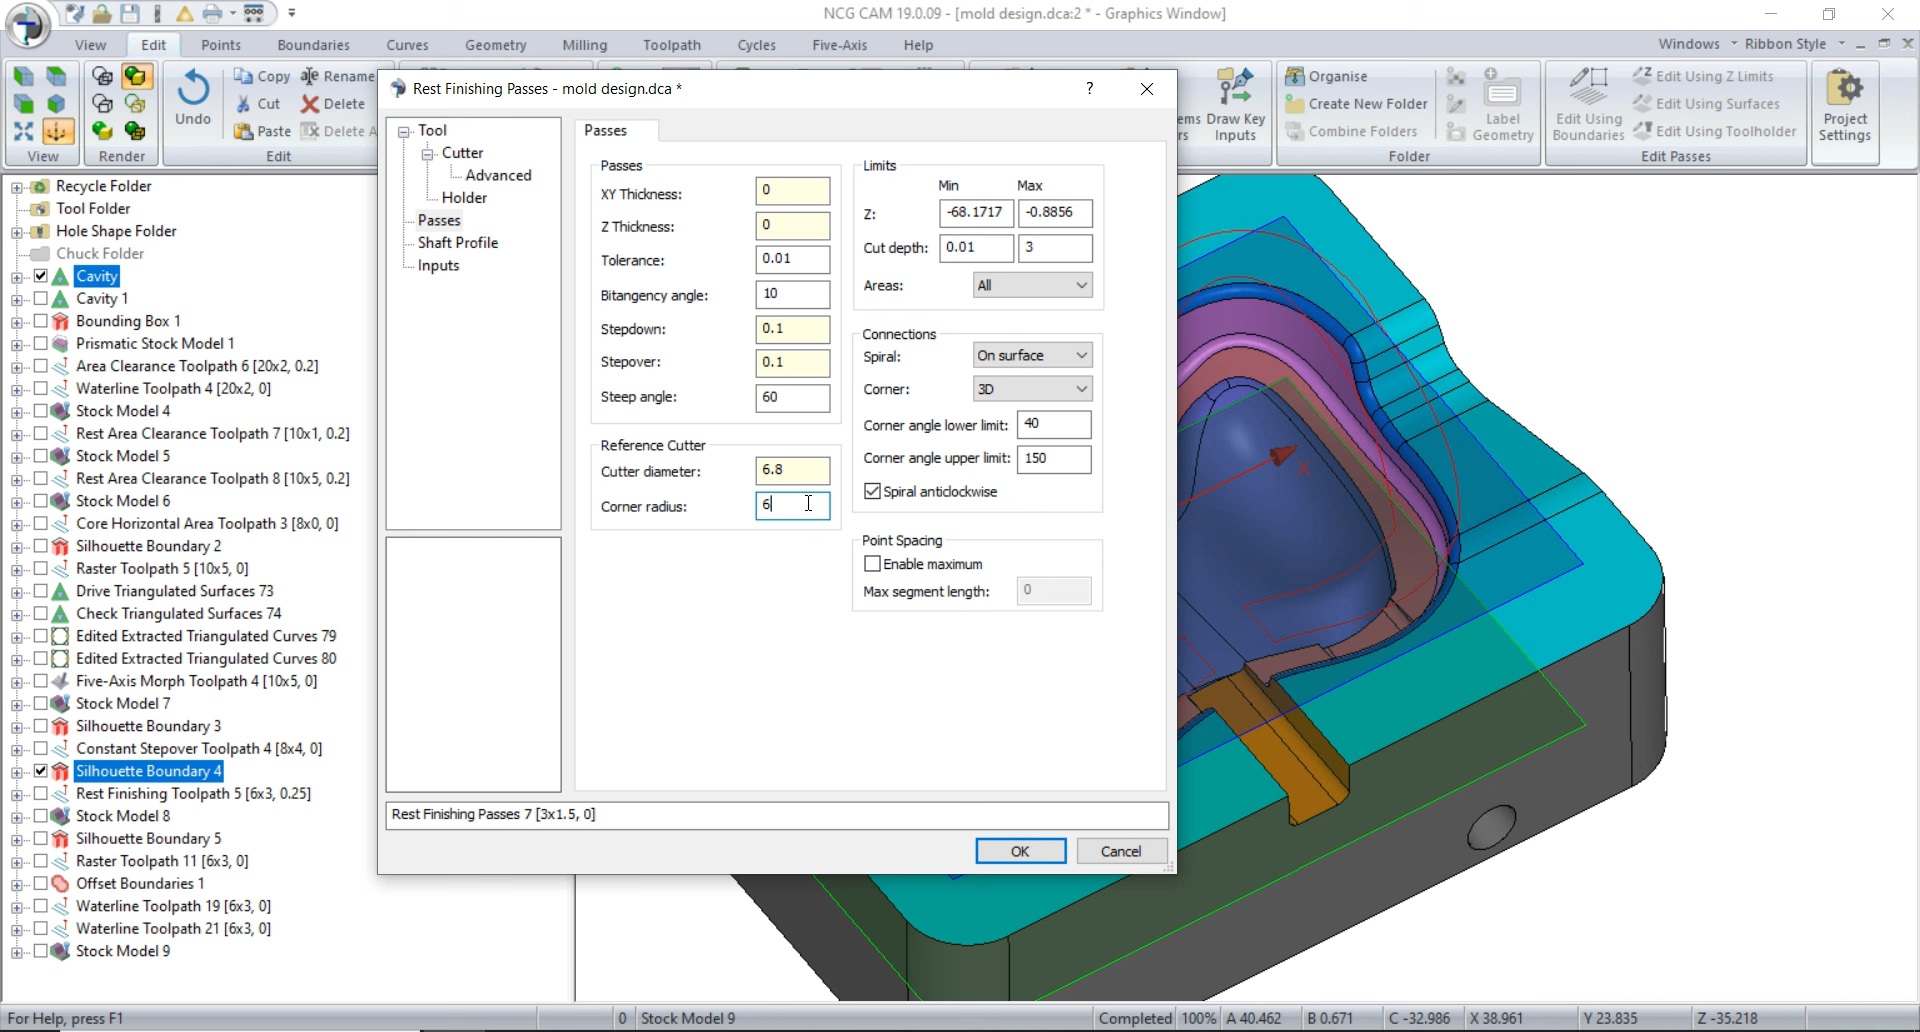 NCG CAM 19.0.09 - [mold design.dca:2 * - Graphics Window]
View Edit Points Boundaries Curves Geometry Milling Toolpath Cycles Five-Axis Help Windows Ribbon Style
Copy Rename
Cut Delete
Undo
Paste Delete A
View Render Edit
ems Draw Key
rs Inputs
Organise
Create New Folder
Combine Folders
Label
Geometry
Folder
Edit Using
Boundaries
Edit Using Z Limits
Edit Using Surfaces
Edit Using Toolholder
Edit Passes
Project
Settings
Recycle Folder
Tool Folder
Hole Shape Folder
Chuck Folder
Cavity
Cavity 1
Bounding Box 1
Prismatic Stock Model 1
Area Clearance Toolpath 6 [20x2, 0.2]
Waterline Toolpath 4 [20x2, 0]
Stock Model 4
Rest Area Clearance Toolpath 7 [10x1, 0.2]
Stock Model 5
Rest Area Clearance Toolpath 8 [10x5, 0.2]
Stock Model 6
Core Horizontal Area Toolpath 3 [8x0, 0]
Silhouette Boundary 2
Raster Toolpath 5 [10x5, 0]
Drive Triangulated Surfaces 73
Check Triangulated Surfaces 74
Edited Extracted Triangulated Curves 79
Edited Extracted Triangulated Curves 80
Five-Axis Morph Toolpath 4 [10x5, 0]
Stock Model 7
Silhouette Boundary 3
Constant Stepover Toolpath 4 [8x4, 0]
Silhouette Boundary 4
Rest Finishing Toolpath 5 [6x3, 0.25]
Stock Model 8
Silhouette Boundary 5
Raster Toolpath 11 [6x3, 0]
Offset Boundaries 1
Waterline Toolpath 19 [6x3, 0]
Waterline Toolpath 21 [6x3, 0]
Stock Model 9
Rest Finishing Passes - mold design.dca * ?
Tool
Cutter
Advanced
Holder
Passes
Shaft Profile
Inputs
Passes
Passes
XY Thickness: 0
Z Thickness: 0
Tolerance: 0.01
Bitangency angle: 10
Stepdown: 0.1
Stepover: 0.1
Steep angle: 60
Reference Cutter
Cutter diameter: 6.8
Corner radius: 6
Limits
Min Max
Z: -68.1717 -0.8856
Cut depth: 0.01 3
Areas: All
Connections
Spiral: On surface
Corner: 3D
Corner angle lower limit: 40
Corner angle upper limit: 150
Spiral anticlockwise
Point Spacing
Enable maximum
Max segment length: 0
Rest Finishing Passes 7 [3x1.5, 0]
OK Cancel
X
For Help, press F1 0 Stock Model 9 Completed 100% A 40.462 B 0.671 C -32.986 X 38.961 Y 23.835 Z -35.218